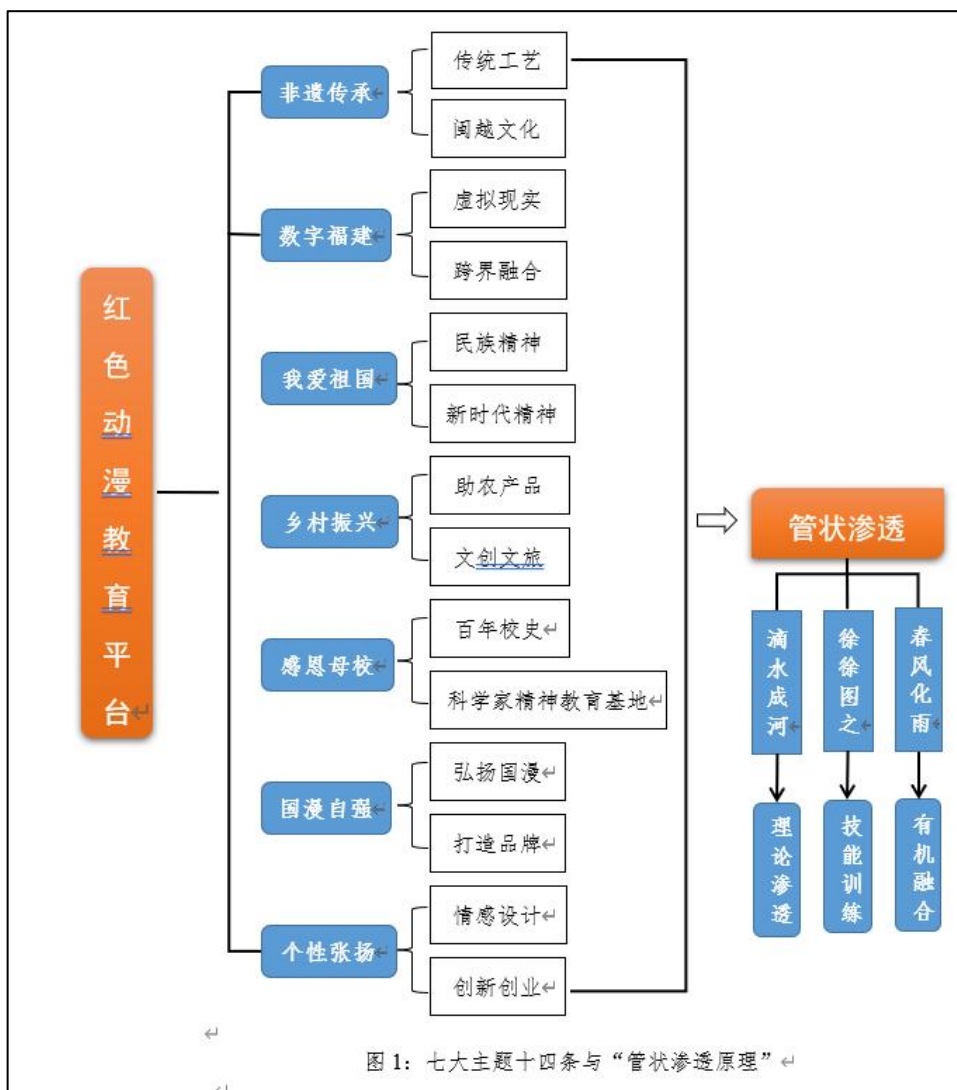 红色动漫教育平台
非遗传承
传统工艺
闽越文化
数字福建
虚拟现实
跨界融合
我爱祖国
民族精神
新时代精神
乡村振兴
助农产品
文创文旅
感恩母校
百年校史
科学家精神教育基地
国漫自强
弘扬国漫
打造品牌
个性张扬
情感设计
创新创业
管状渗透
滴水成河
徐徐图之
春风化雨
理论渗透
技能训练
有机融合
图 1：七大主题十四条与“管状渗透原理”